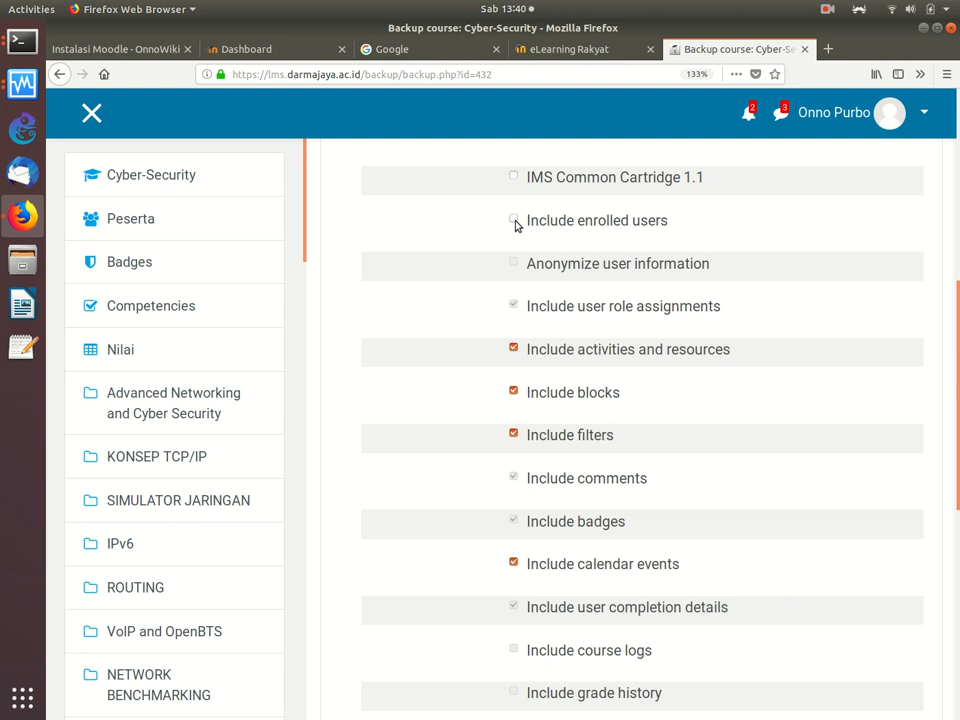 Activities
Firefox Web Browser
Sab 13:40
Backup course: Cyber-Security - Mozilla Firefox
Instalasi Moodle - OnnoWiki
Dashboard
Google
eLearning Rakyat
Backup course: Cyber-Se
https://lms.darmajaya.ac.id/backup/backup.php?id=432
133%
2
3
Onno Purbo
Cyber-Security
Peserta
Badges
Competencies
Nilai
Advanced Networking
and Cyber Security
KONSEP TCP/IP
SIMULATOR JARINGAN
IPv6
ROUTING
VoIP and OpenBTS
NETWORK
BENCHMARKING
IMS Common Cartridge 1.1
Include enrolled users
Anonymize user information
Include user role assignments
Include activities and resources
Include blocks
Include filters
Include comments
Include badges
Include calendar events
Include user completion details
Include course logs
Include grade history